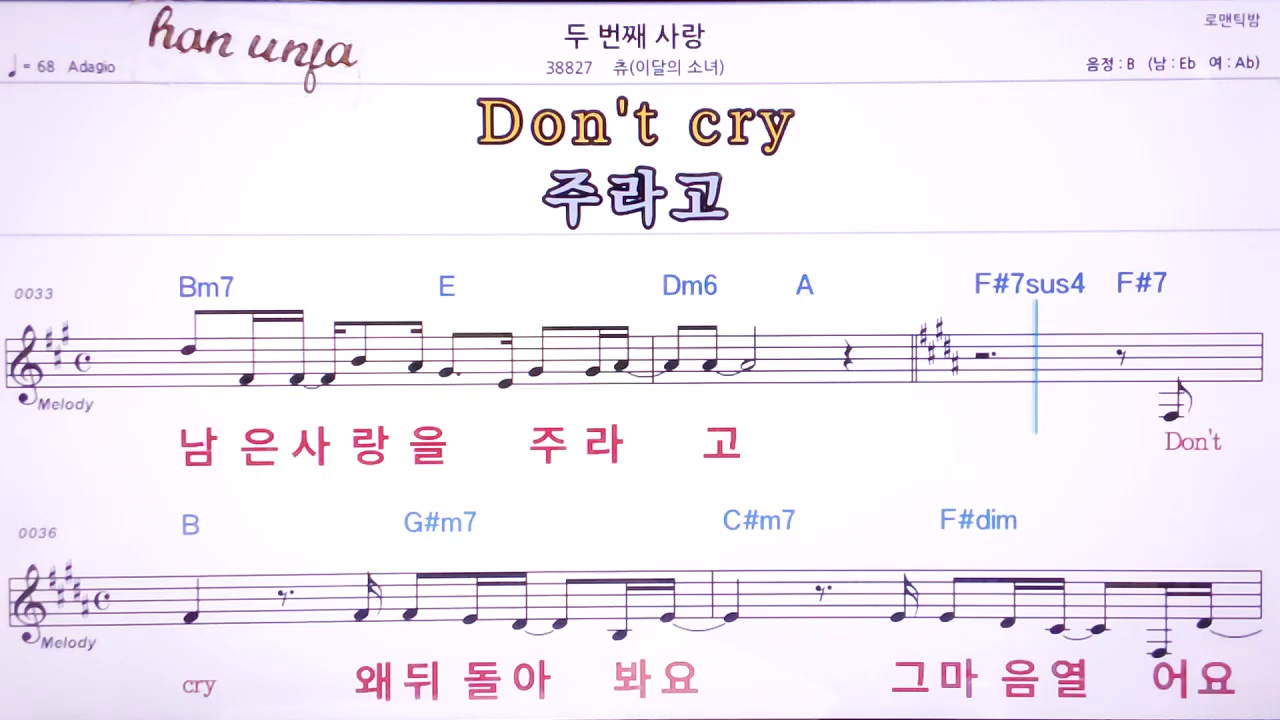 han unja
두 번째 사랑
로맨틱밤
♩= 68 Adagio
38827 츄(이달의 소녀)
음정 : B (남 : Eb 여 : Ab)
Don't cry
주라고
0033 Bm7 E Dm6 A F#7sus4 F#7
Melody
남 은 사 랑 을 주 라 고 Don't
0036 B G#m7 C#m7 F#dim
Melody
cry 왜 뒤 돌 아 봐 요 그 마 음 열 어 요